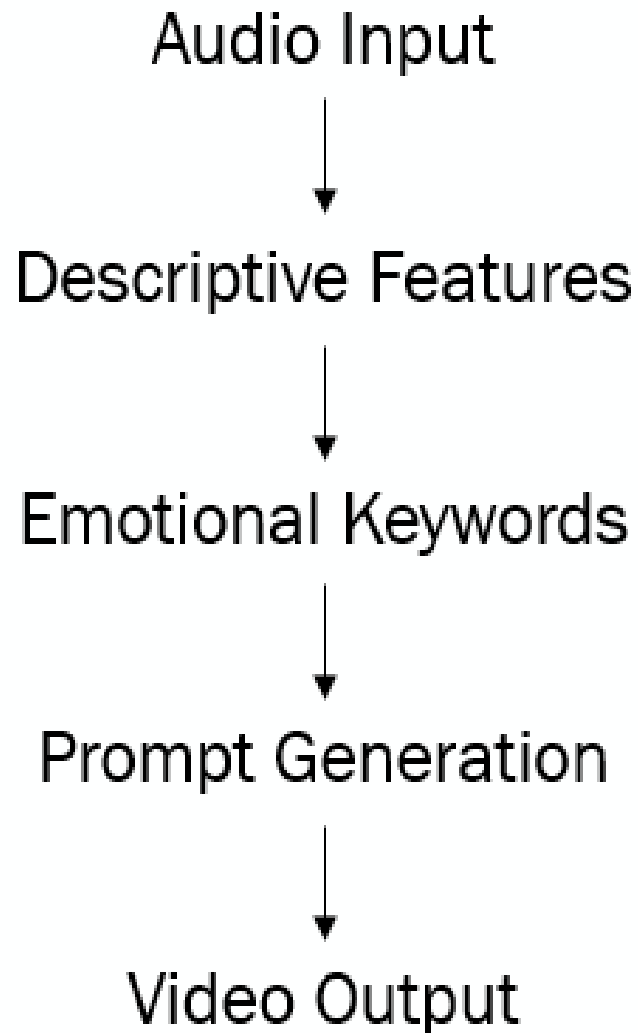 Audio Input
Descriptive Features
Emotional Keywords
Prompt Generation
Video Output